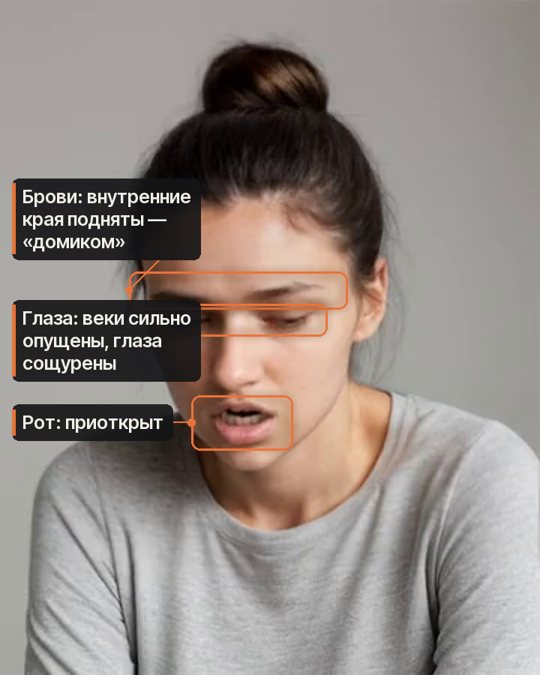 Брови: внутренние
края подняты —
«домиком»
Глаза: веки сильно
опущены, глаза
сощурены
Рот: приоткрыт